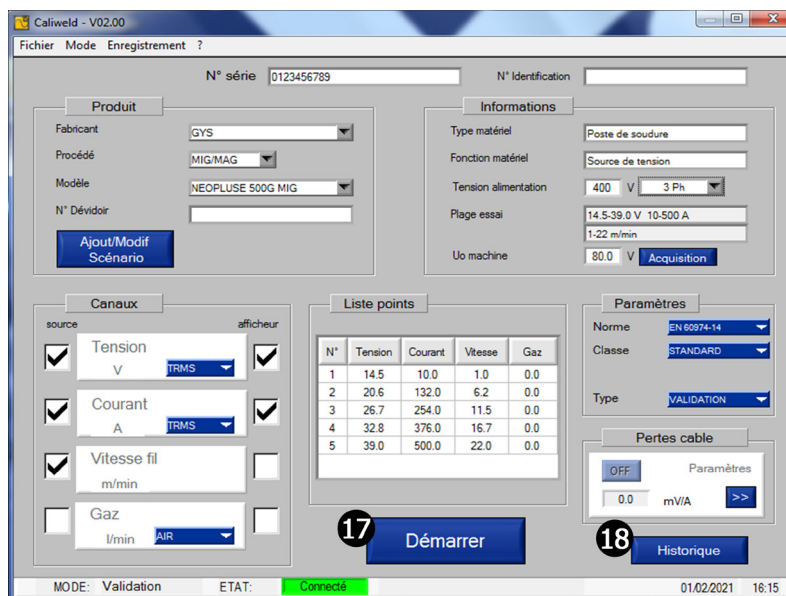 Caliweld - V02.00
Fichier Mode Enregistrement ?
N° série 0123456789 N° Identification
Produit
Fabricant GYS
Procédé MIG/MAG
Modèle NEOPLUSE 500G MIG
N° Dévidoir
Ajout/Modif
Scénario
Informations
Type matériel Poste de soudure
Fonction matériel Source de tension
Tension alimentation 400 V 3 Ph
Plage essai 14.5-39.0 V 10-500 A
1-22 m/min
Uo machine 80.0 V Acquisition
Canaux
source afficheur
Tension
V TRMS
Courant
A TRMS
Vitesse fil
m/min
Gaz
l/min AIR
Liste points
N° Tension Courant Vitesse Gaz
1 14.5 10.0 1.0 0.0
2 20.6 132.0 6.2 0.0
3 26.7 254.0 11.5 0.0
4 32.8 376.0 16.7 0.0
5 39.0 500.0 22.0 0.0
17 Démarrer
Paramètres
Norme EN 60974-14
Classe STANDARD
Type VALIDATION
Pertes cable
OFF Paramètres
0.0 mV/A >>
18 Historique
MODE: Validation ETAT: Connecté 01/02/2021 16:15